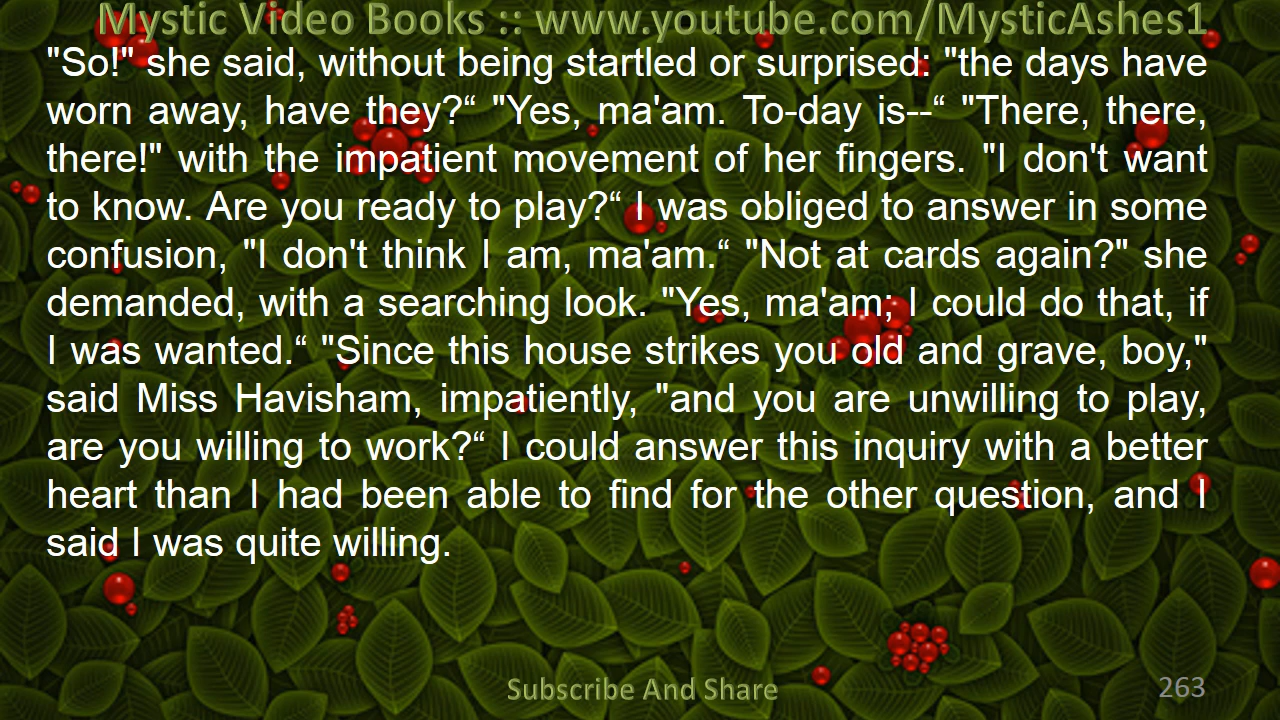 Mystic Video Books :: www.youtube.com/MysticAshes1
"So!" she said, without being startled or surprised: "the days have
worn away, have they?“ "Yes, ma'am. To-day is--“ "There, there,
there!" with the impatient movement of her fingers. "I don't want
to know. Are you ready to play?“ I was obliged to answer in some
confusion, "I don't think I am, ma'am.“ "Not at cards again?" she
demanded, with a searching look. "Yes, ma'am; I could do that, if
I was wanted.“ "Since this house strikes you old and grave, boy,"
said Miss Havisham, impatiently, "and you are unwilling to play,
are you willing to work?“ I could answer this inquiry with a better
heart than I had been able to find for the other question, and I
said I was quite willing.
Subscribe And Share
263